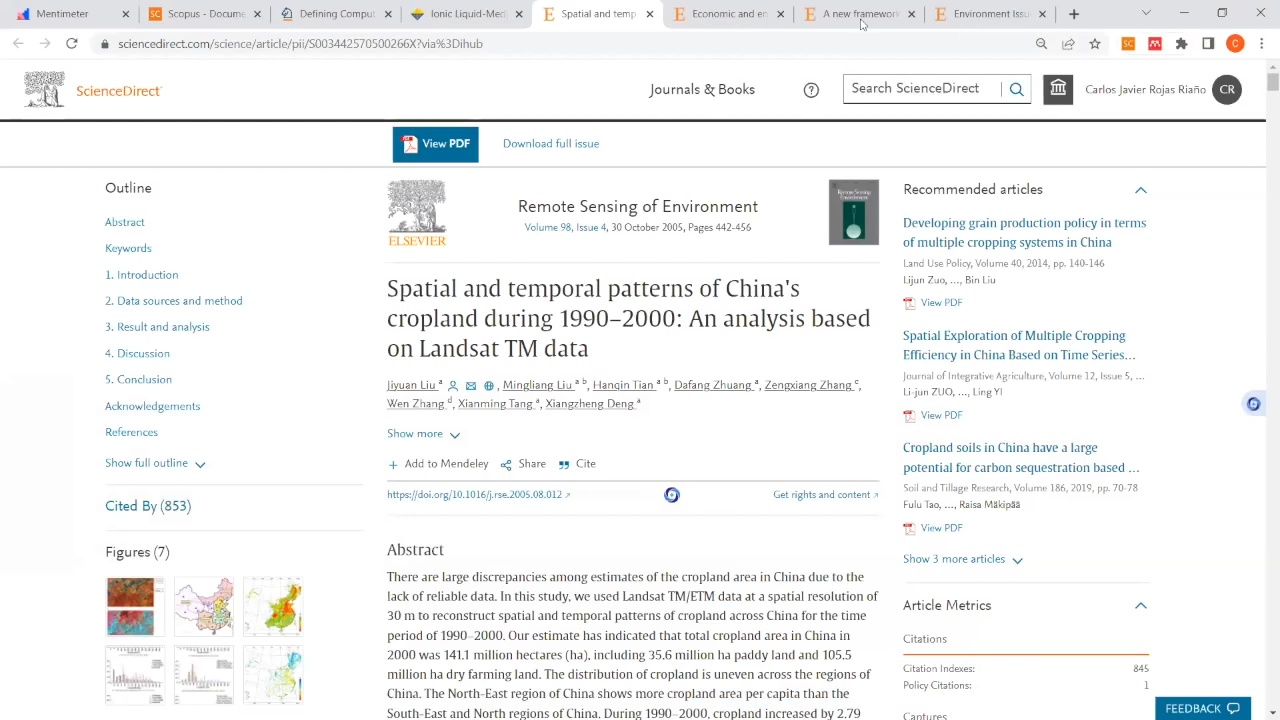 Midjourney
Scopus - Docume
Defining Comput
Link between M
Spatial and temp
Economic and en
A new framework
Environmental im
sciencedirect.com/science/article/pii/S003442570500266X?via%3Dihub
ScienceDirect
Journals & Books
Search ScienceDirect
Carlos Javier Rojas Riaño
CR
View PDF
Download full issue
Outline
Abstract
Keywords
1. Introduction
2. Data sources and method
3. Result and analysis
4. Discussion
5. Conclusion
Acknowledgements
References
Show full outline
Cited By (853)
Figures (7)
ELSEVIER
Remote Sensing of Environment
Volume 98, Issue 4, 30 October 2005, Pages 442-456
Spatial and temporal patterns of China's
cropland during 1990–2000: An analysis based
on Landsat TM data
Jiyuan Liu a, Mingliang Liu a b, Hanqin Tian a b, Dafang Zhuang a, Zengxiang Zhang c,
Wen Zhang d, Xianming Tang a, Xiangzheng Deng a
Show more
Add to Mendeley
Share
Cite
https://doi.org/10.1016/j.rse.2005.08.012
Get rights and content
Abstract
There are large discrepancies among estimates of the cropland area in China due to the
lack of reliable data. In this study, we used Landsat TM/ETM data at a spatial resolution of
30 m to reconstruct spatial and temporal patterns of cropland across China for the time
period of 1990–2000. Our estimate has indicated that total cropland area in China in
2000 was 141.1 million hectares (ha), including 35.6 million ha paddy land and 105.5
million ha dry farming land. The distribution of cropland is uneven across the regions of
China. The North-East region of China shows more cropland area per capita than the
South-East and North regions of China. During 1990–2000, cropland increased by 2.79
Recommended articles
Developing grain production policy in terms
of multiple cropping systems in China
Land Use Policy, Volume 40, 2014, pp. 140-146
Lijun Zuo, …, Bin Liu
View PDF
Spatial Exploration of Multiple Cropping
Efficiency in China Based on Time Series…
Journal of Integrative Agriculture, Volume 12, Issue 5, …
Li-jun ZUO, …, Ling YI
View PDF
Cropland soils in China have a large
potential for carbon sequestration based …
Soil and Tillage Research, Volume 186, 2019, pp. 70-78
Fulu Tao, …, Raisa Mäkipää
View PDF
Show 3 more articles
Article Metrics
Citations
Citation Indexes: 845
Policy Citations: 1
Captures
FEEDBACK